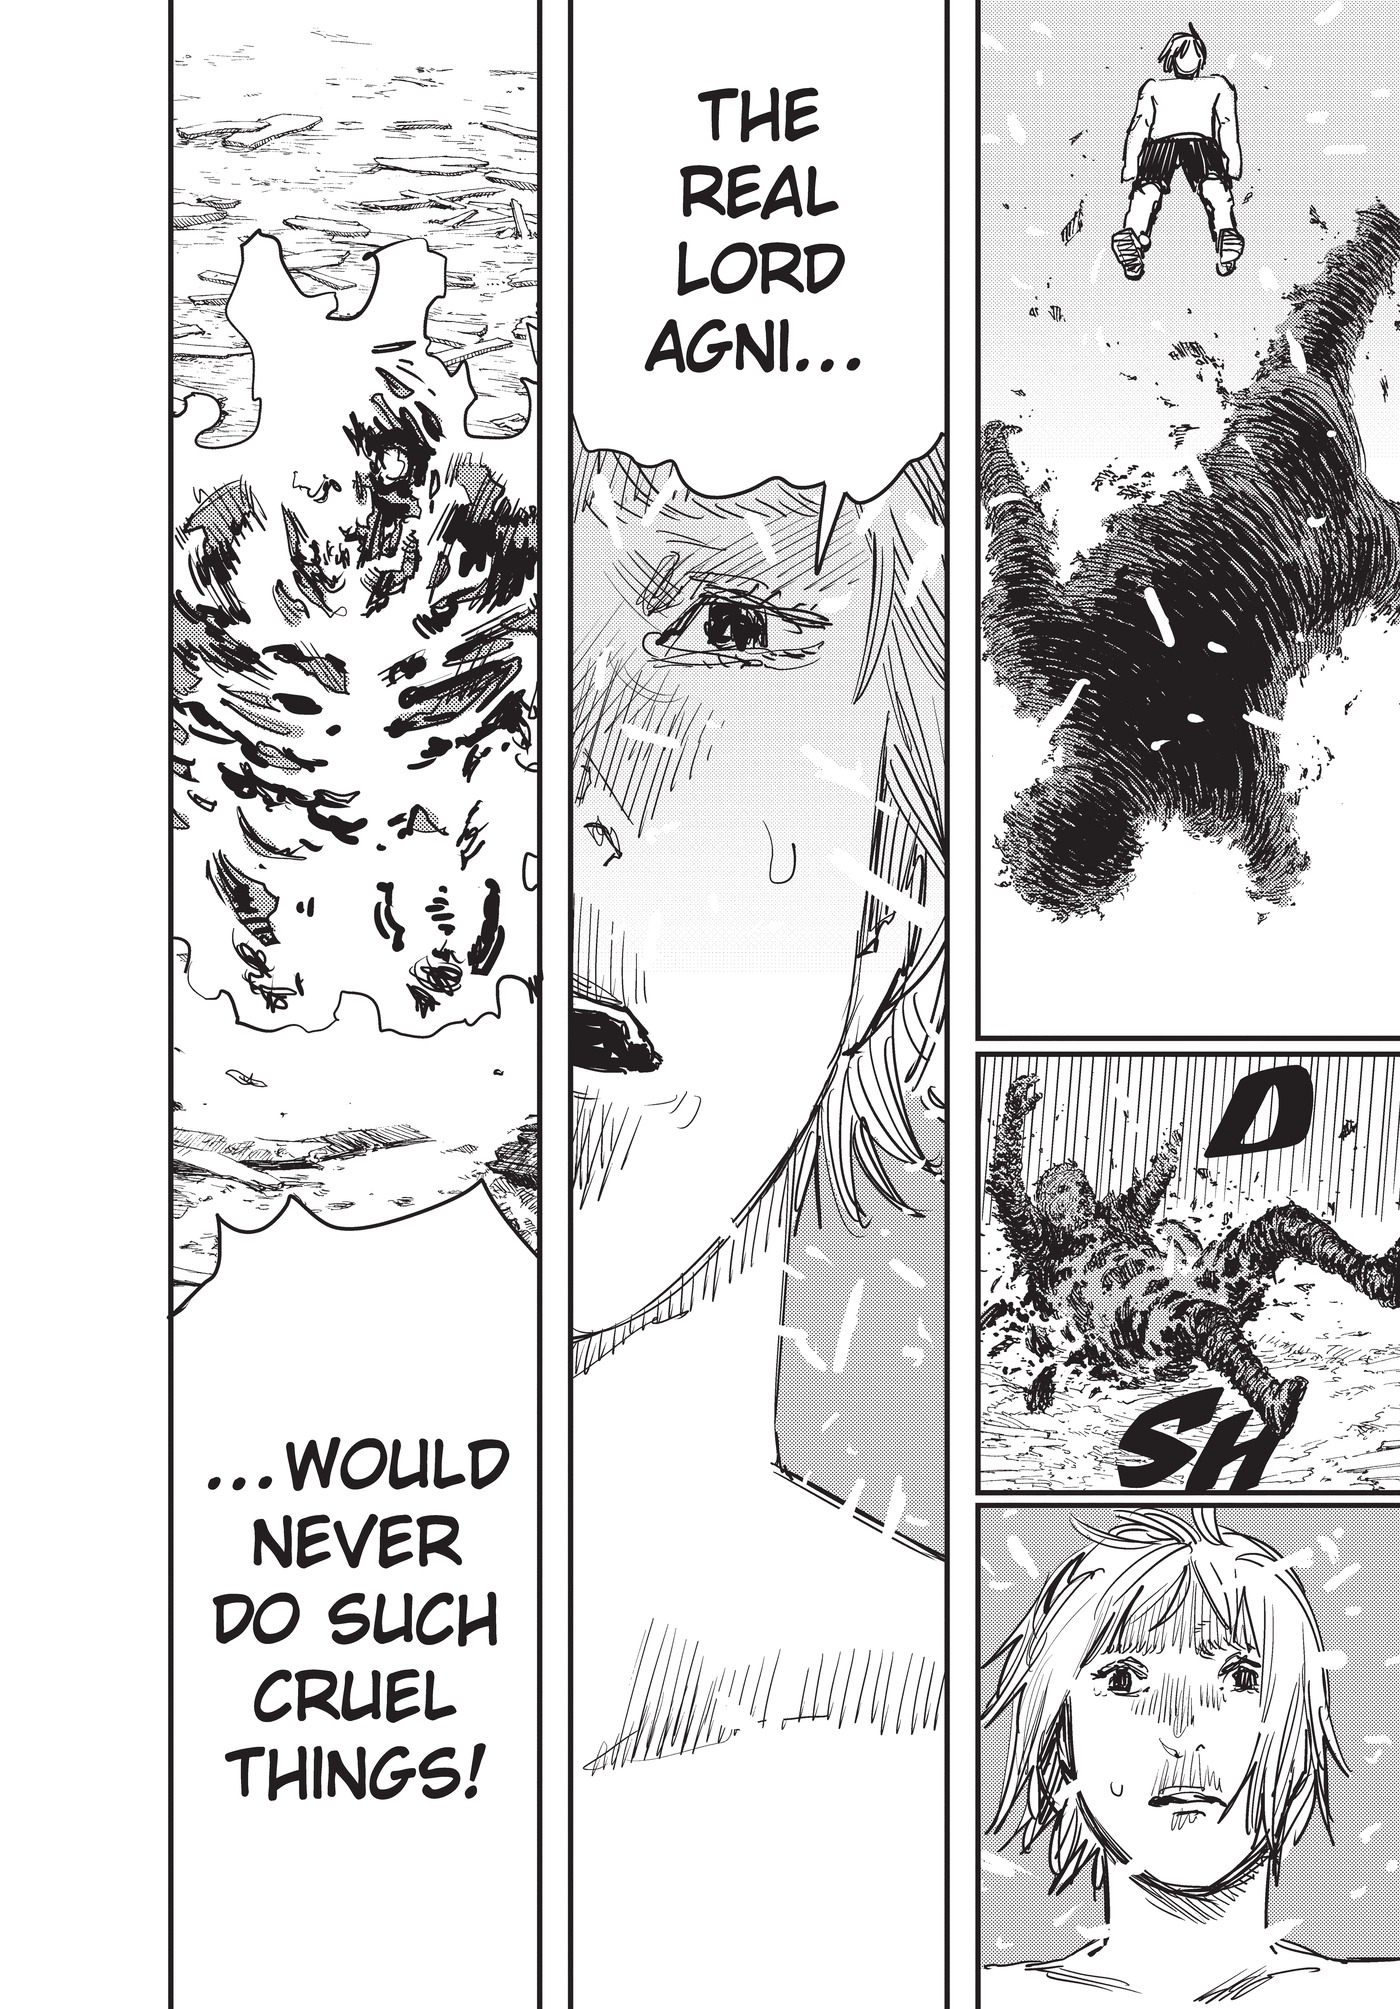 D
SH
THE
REAL
LORD
AGNI...
...WOULD
NEVER
DO SUCH
CRUEL
THINGS!